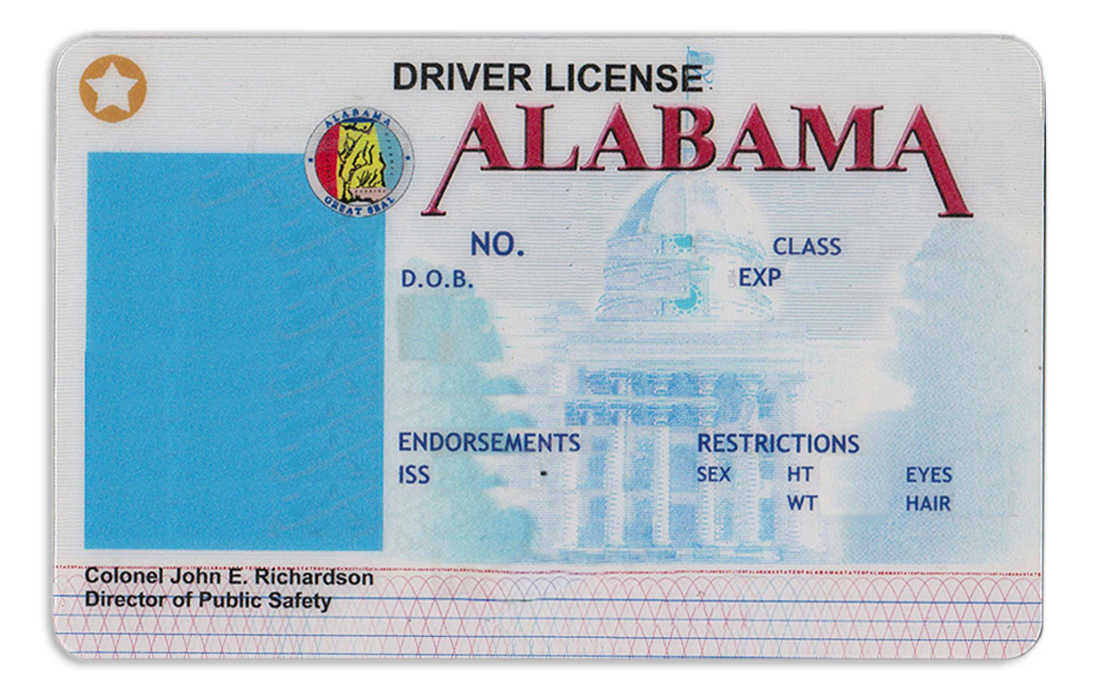 DRIVER LICENSE
ALABAMA
ALABAMA
GREAT SEAL
NO.
CLASS
D.O.B.
EXP
ENDORSEMENTS
RESTRICTIONS
ISS
SEX HT EYES
WT HAIR
Colonel John E. Richardson
Director of Public Safety